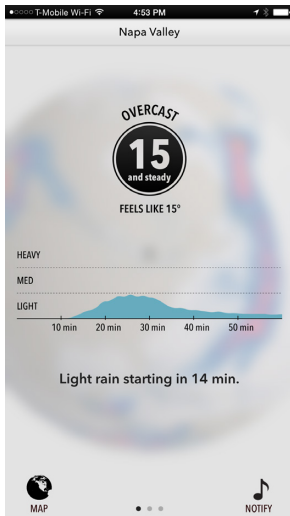 T-Mobile Wi-Fi 4:53 PM
Napa Valley
OVERCAST
15
and steady
FEELS LIKE 15°
HEAVY
MED
LIGHT
10 min 20 min 30 min 40 min 50 min
Light rain starting in 14 min.
MAP NOTIFY